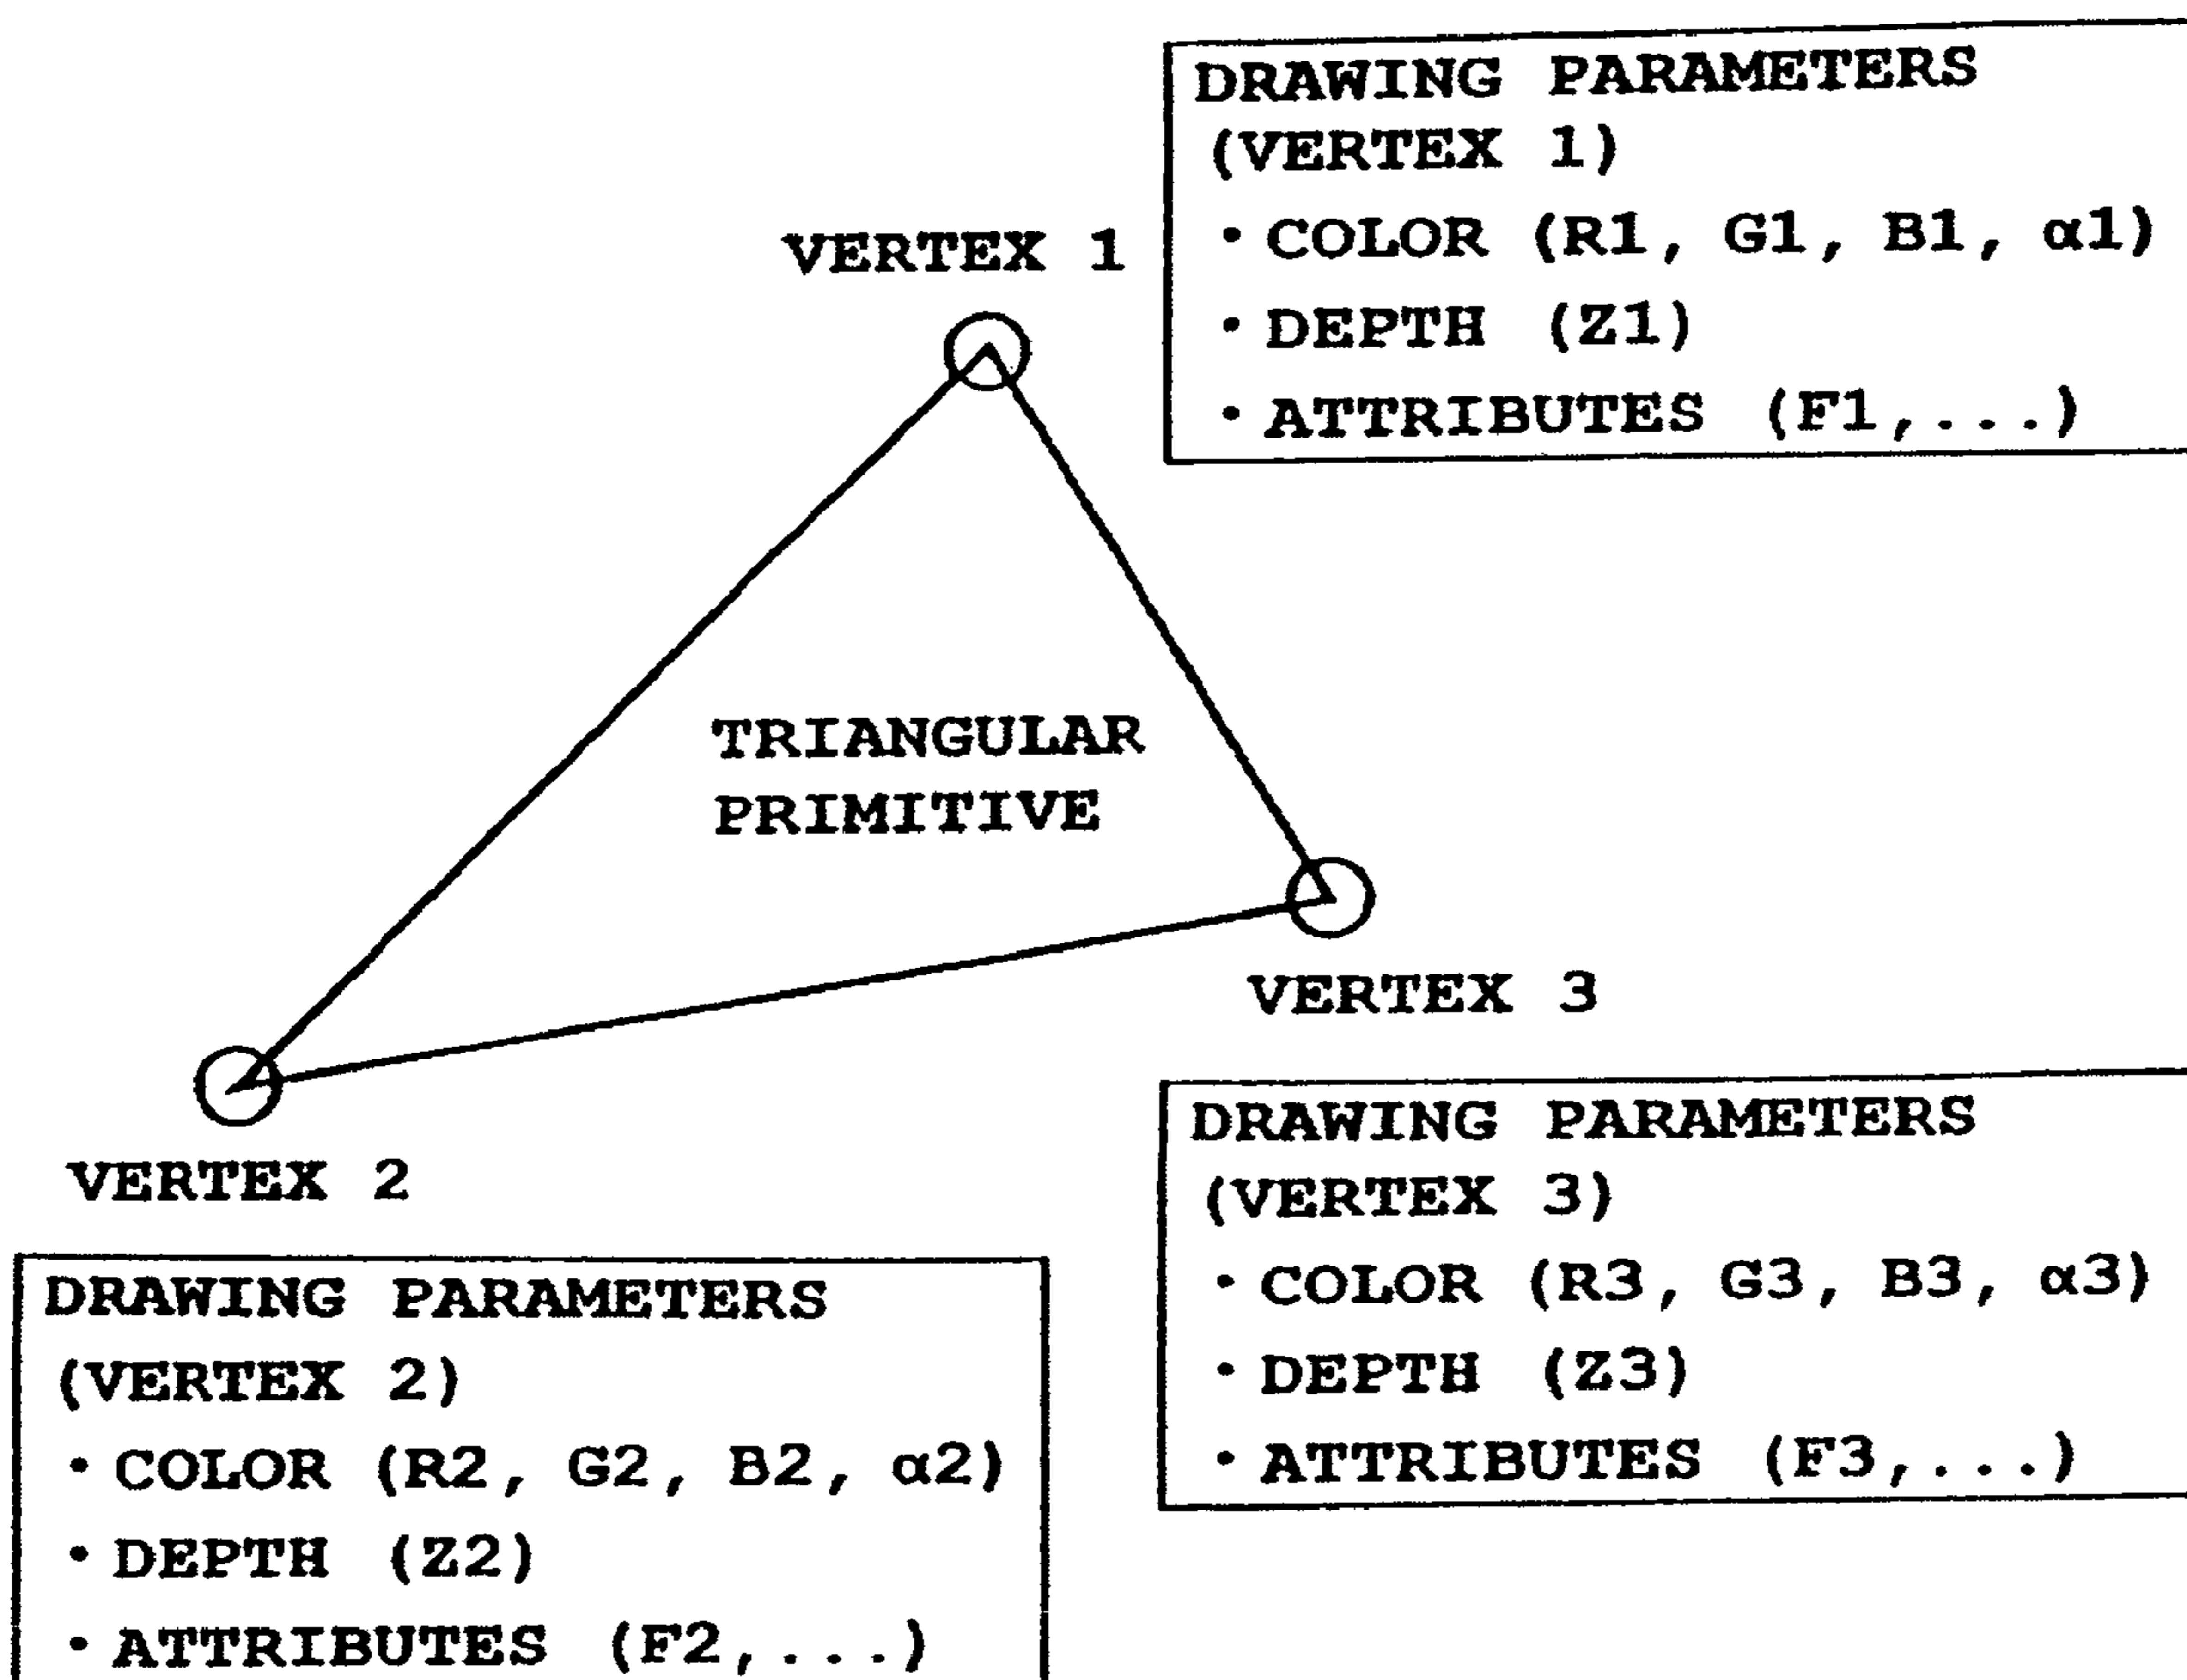 DRAWING PARAMETERS
(VERTEX 1)
• COLOR (R1, G1, B1, α1)
• DEPTH (Z1)
• ATTRIBUTES (F1,...)
VERTEX 1
TRIANGULAR
PRIMITIVE
VERTEX 3
VERTEX 2
DRAWING PARAMETERS
(VERTEX 3)
• COLOR (R3, G3, B3, α3)
• DEPTH (Z3)
• ATTRIBUTES (F3,...)
DRAWING PARAMETERS
(VERTEX 2)
• COLOR (R2, G2, B2, α2)
• DEPTH (Z2)
• ATTRIBUTES (F2,...)